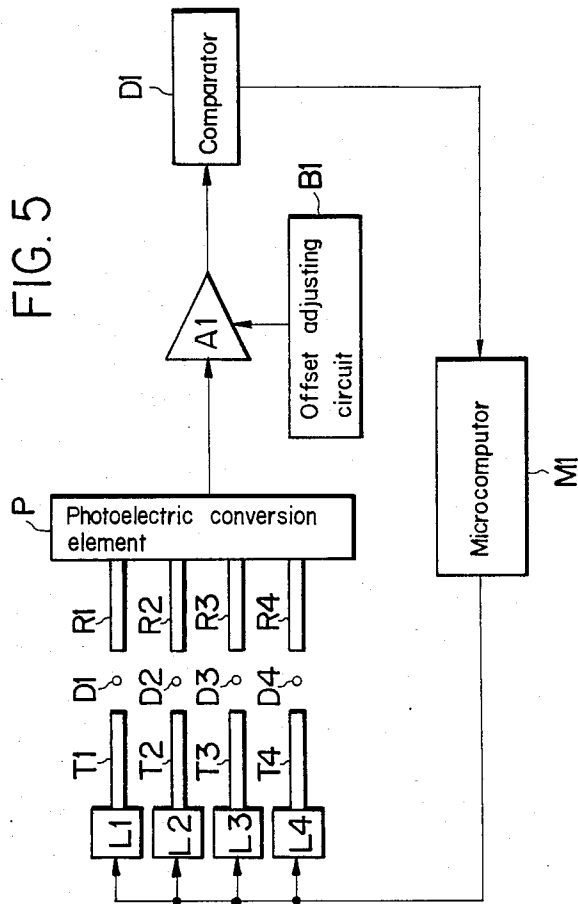 FIG. 5
P
D1
Photoelectric conversion
element
A1
Comparator
B1
Offset adjusting
circuit
L1
T1
D1
R1
L2
T2
D2
R2
L3
T3
D3
R3
L4
T4
D4
R4
Microcomputor
M1